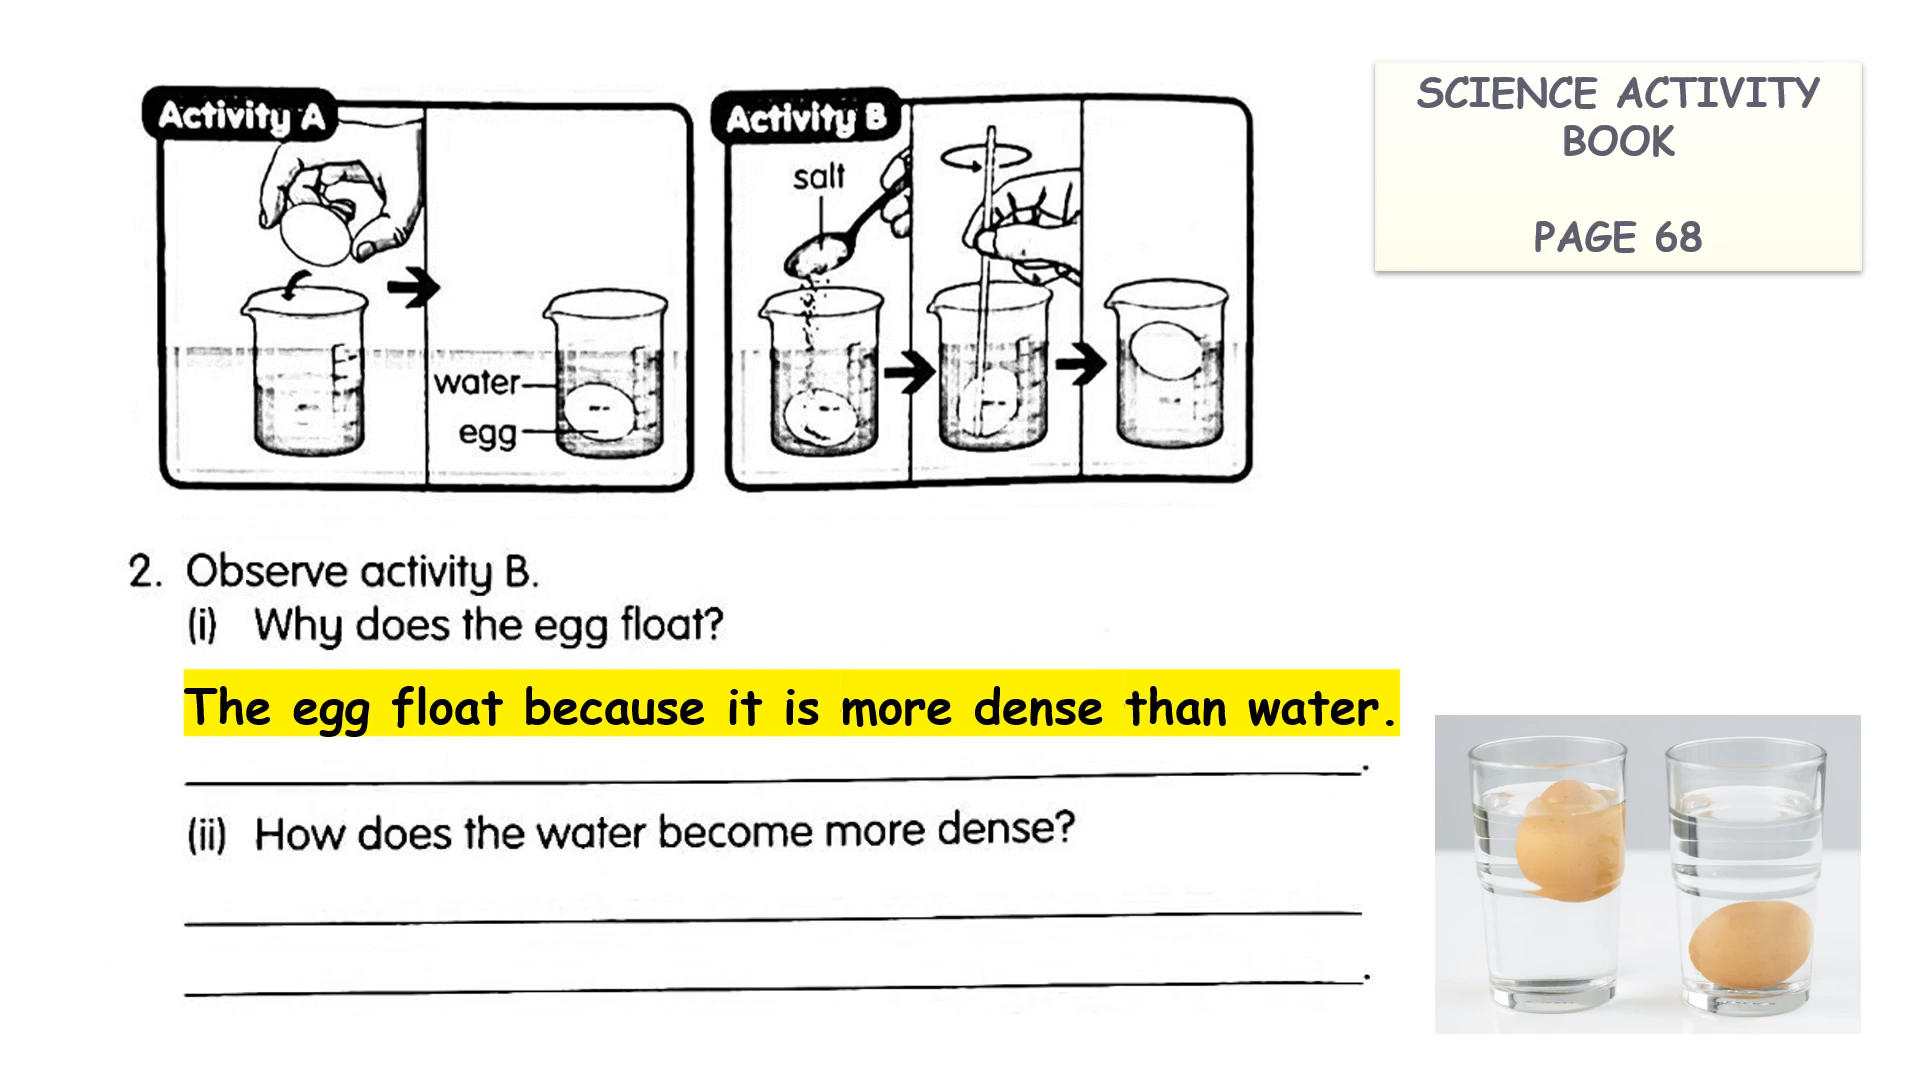 SCIENCE ACTIVITY
BOOK
PAGE 68
Activity A
water
egg
Activity B
salt
2. Observe activity B.
(i) Why does the egg float?
The egg float because it is more dense than water.
(ii) How does the water become more dense?